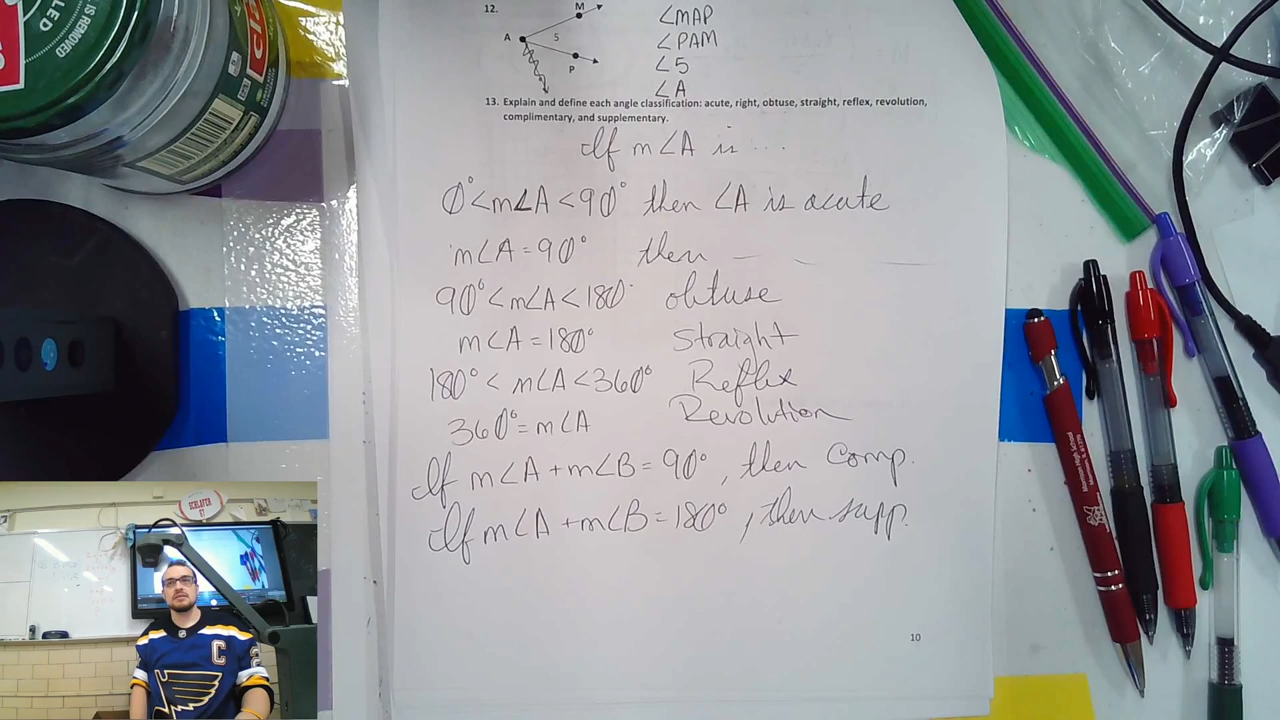 12.
M
A
5
P
∠MAP
∠PAM
∠5
∠A
13. Explain and define each angle classification: acute, right, obtuse, straight, reflex, revolution,
complimentary, and supplementary.
If m∠A is ...
0°<m∠A<90° then ∠A is acute
m∠A=90° then — — —
90°<m∠A<180° obtuse
m∠A=180° straight
180°<m∠A<360° Reflex
360°=m∠A Revolution
If m∠A+m∠B=90°, then Comp.
If m∠A+m∠B=180°, then supp.
10
IS REMOVED
C